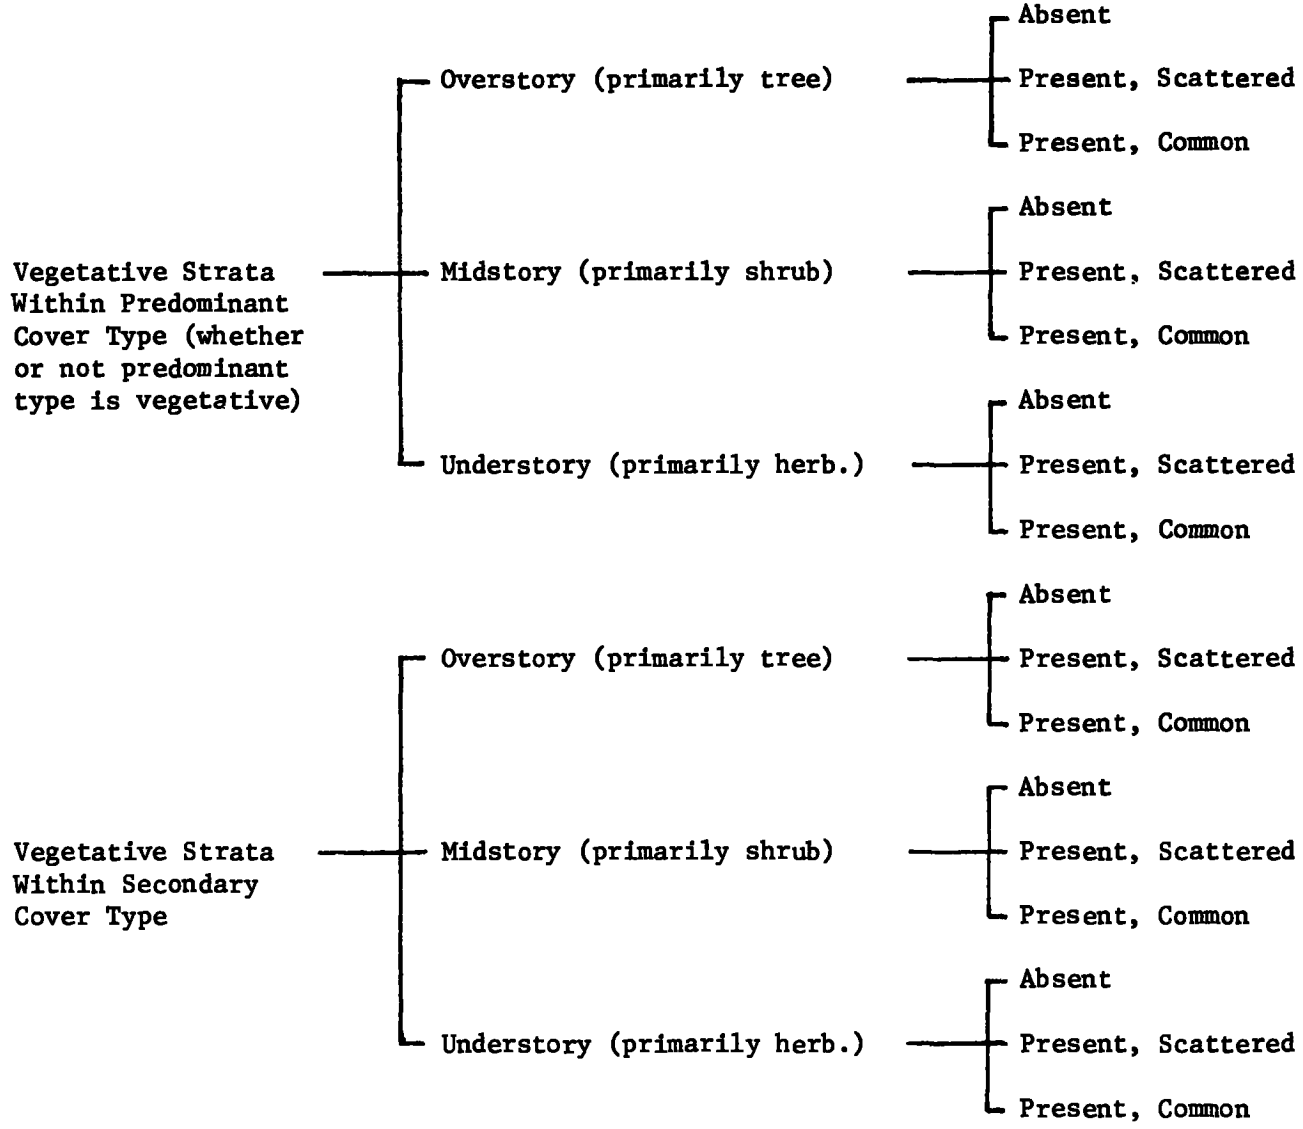 Absent
Overstory (primarily tree)
Present, Scattered
Present, Common
Absent
Vegetative Strata
Within Predominant
Cover Type (whether
or not predominant
type is vegetative)
Midstory (primarily shrub)
Present, Scattered
Present, Common
Absent
Understory (primarily herb.)
Present, Scattered
Present, Common
Absent
Overstory (primarily tree)
Present, Scattered
Present, Common
Absent
Vegetative Strata
Within Secondary
Cover Type
Midstory (primarily shrub)
Present, Scattered
Present, Common
Absent
Understory (primarily herb.)
Present, Scattered
Present, Common